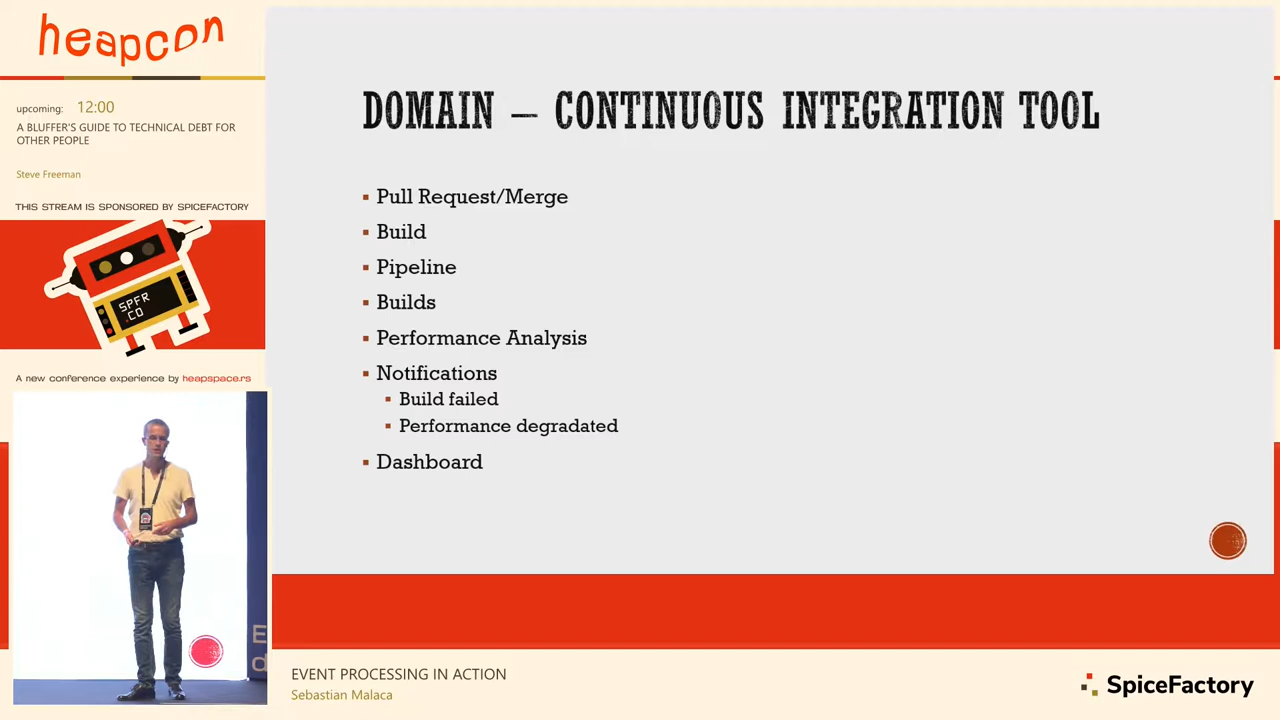 heapcon
upcoming: 12:00
A BLUFFER'S GUIDE TO TECHNICAL DEBT FOR
OTHER PEOPLE
Steve Freeman
THIS STREAM IS SPONSORED BY SPICEFACTORY
SPFR
.CO
A new conference experience by heapspace.rs
DOMAIN – CONTINUOUS INTEGRATION TOOL
▪ Pull Request/Merge
▪ Build
▪ Pipeline
▪ Builds
▪ Performance Analysis
▪ Notifications
▪ Build failed
▪ Performance degradated
▪ Dashboard
E
d
EVENT PROCESSING IN ACTION
Sebastian Malaca
SpiceFactory